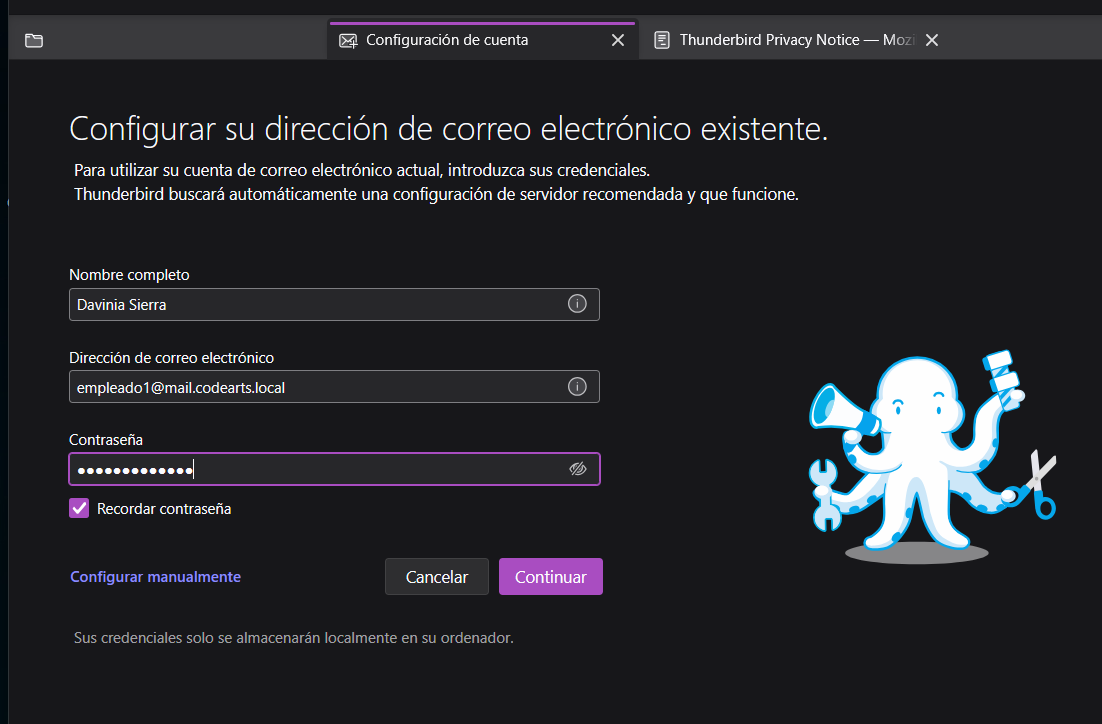 Configuración de cuenta
Thunderbird Privacy Notice — Mozi
Configurar su dirección de correo electrónico existente.
Para utilizar su cuenta de correo electrónico actual, introduzca sus credenciales.
Thunderbird buscará automáticamente una configuración de servidor recomendada y que funcione.
Nombre completo
Davinia Sierra
Dirección de correo electrónico
empleado1@mail.codearts.local
Contraseña
●●●●●●●●●●●●●
Recordar contraseña
Configurar manualmente
Cancelar
Continuar
Sus credenciales solo se almacenarán localmente en su ordenador.